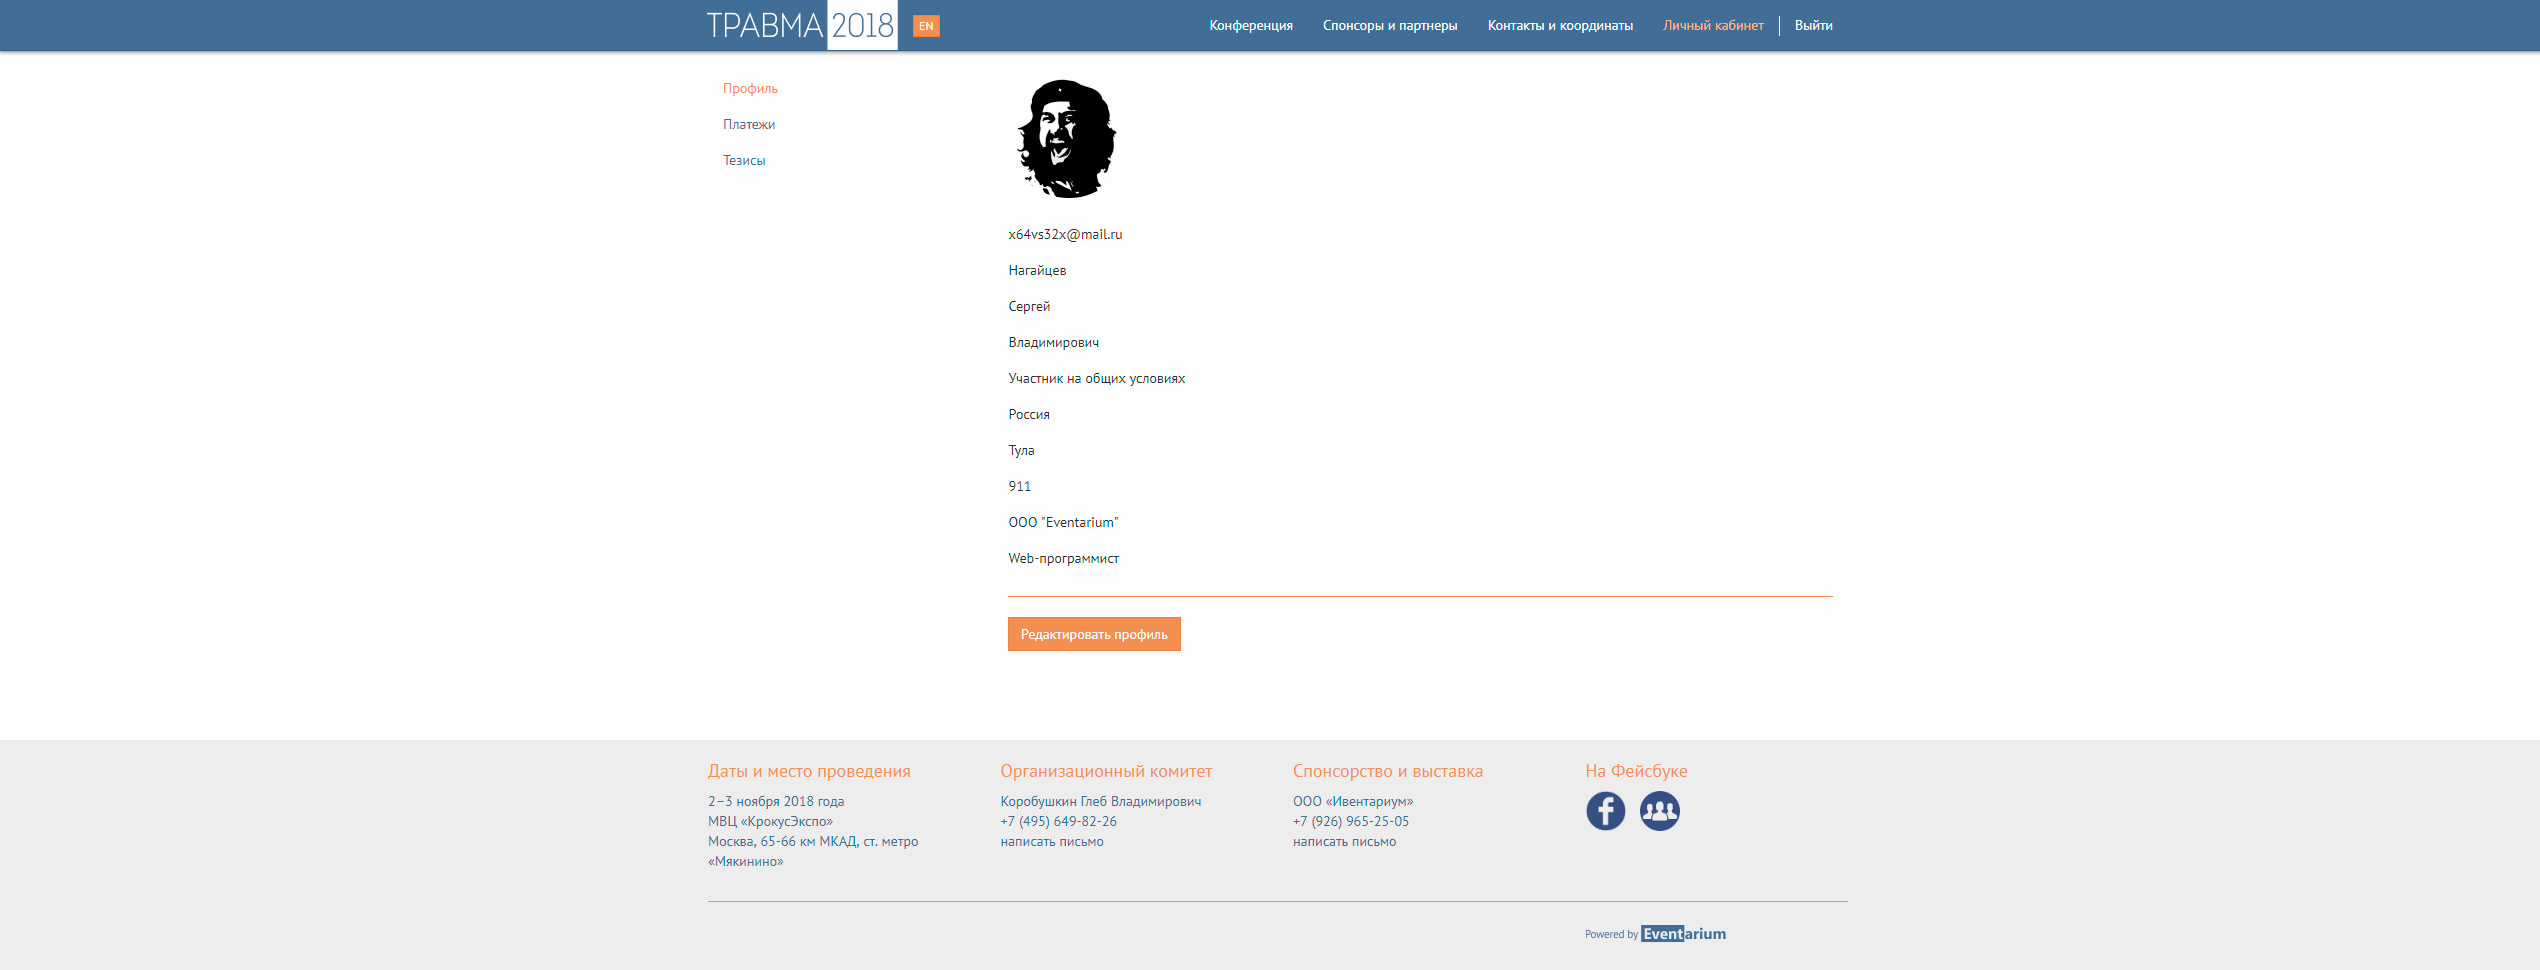 ТРАВМА 2018
EN
Конференция
Спонсоры и партнеры
Контакты и координаты
Личный кабинет
Выйти
Профиль
Платежи
Тезисы
x64vs32x@mail.ru
Нагайцев
Сергей
Владимирович
Участник на общих условиях
Россия
Тула
911
ООО "Eventarium"
Web-программист
Редактировать профиль
Даты и место проведения
2–3 ноября 2018 года
МВЦ «КрокусЭкспо»
Москва, 65-66 км МКАД, ст. метро
«Мякинино»
Организационный комитет
Коробушкин Глеб Владимирович
+7 (495) 649-82-26
написать письмо
Спонсорство и выставка
ООО «Ивентариум»
+7 (926) 965-25-05
написать письмо
На Фейсбуке
Powered by Eventarium